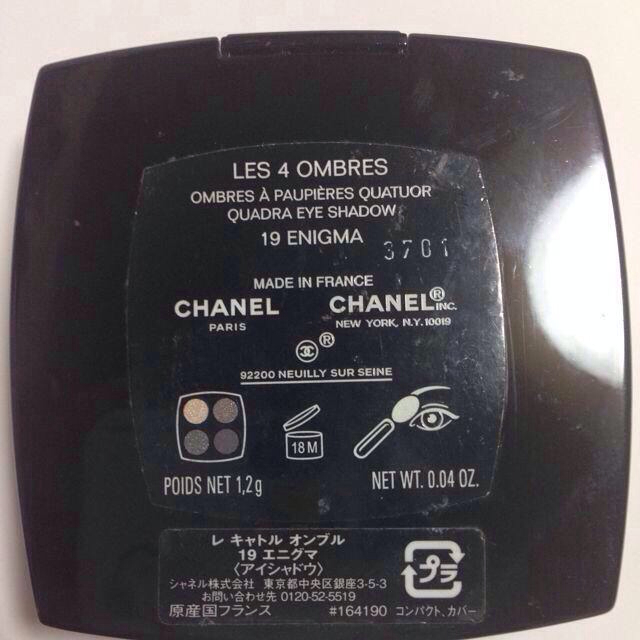 LES 4 OMBRES
OMBRES À PAUPIÈRES QUATUOR
QUADRA EYE SHADOW
19 ENIGMA
3701
MADE IN FRANCE
CHANEL CHANEL® INC.
PARIS NEW YORK, N.Y. 10019
®
92200 NEUILLY SUR SEINE
18M
POIDS NET 1,2g NET WT. 0.04 OZ.
レ キャトル オンブル
19 エニグマ
〈アイシャドウ〉
シャネル株式会社 東京都中央区銀座3-5-3
お問い合わせ先 0120-52-5519
原産国フランス #164190 コンパクト、カバー
プラ